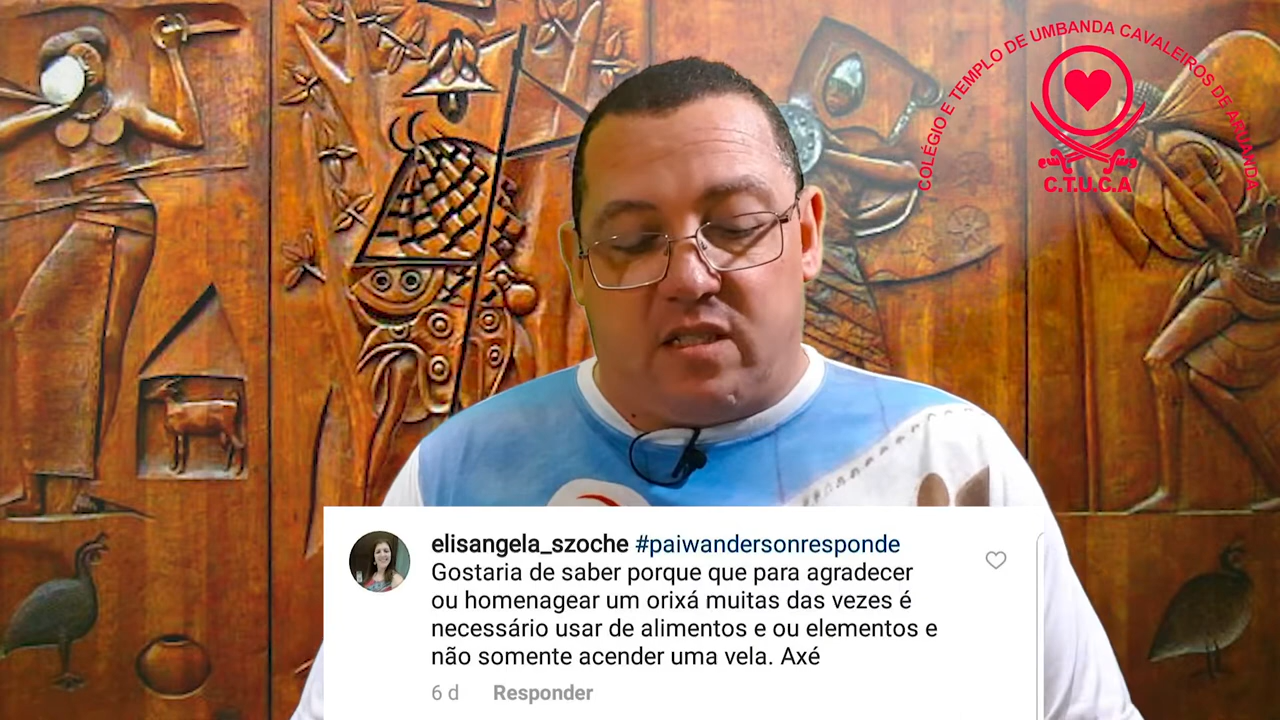 COLÉGIO E TEMPLO DE UMBANDA CAVALEIROS DE ARUANDA
C.T.U.C.A
elisangela_szoche #paiwandersonresponde
Gostaria de saber porque que para agradecer
ou homenagear um orixá muitas das vezes é
necessário usar de alimentos e ou elementos e
não somente acender uma vela. Axé
6 d Responder